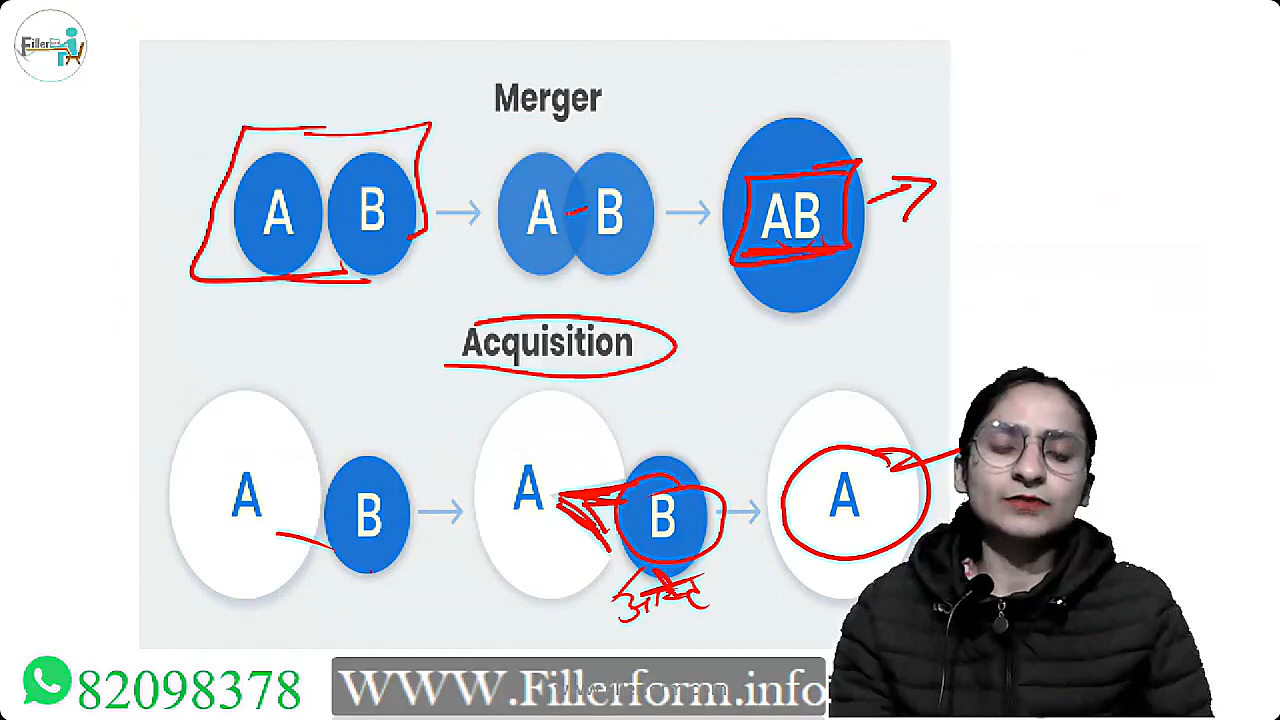 Filler
Merger
A B A B AB
Acquisition
A B A B A
82098378 WWW.Fillerform.info